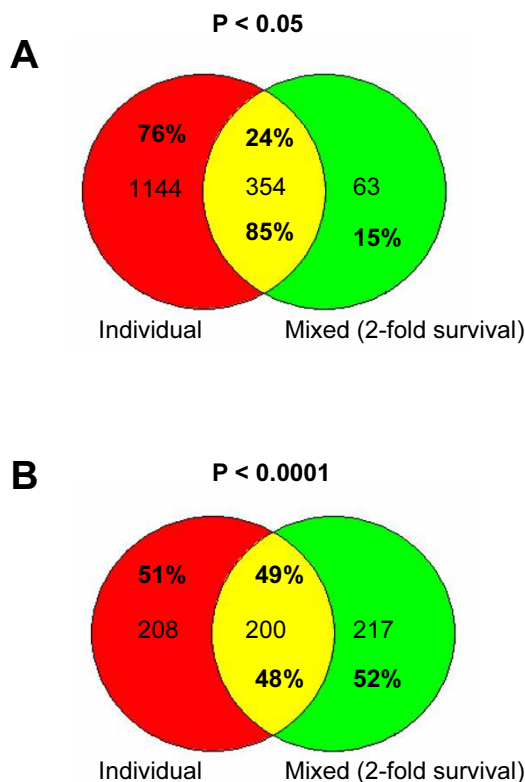 P < 0.05
A
76% 24%
1144 354 63
85% 15%
Individual Mixed (2-fold survival)
P < 0.0001
B
51% 49%
208 200 217
48% 52%
Individual Mixed (2-fold survival)